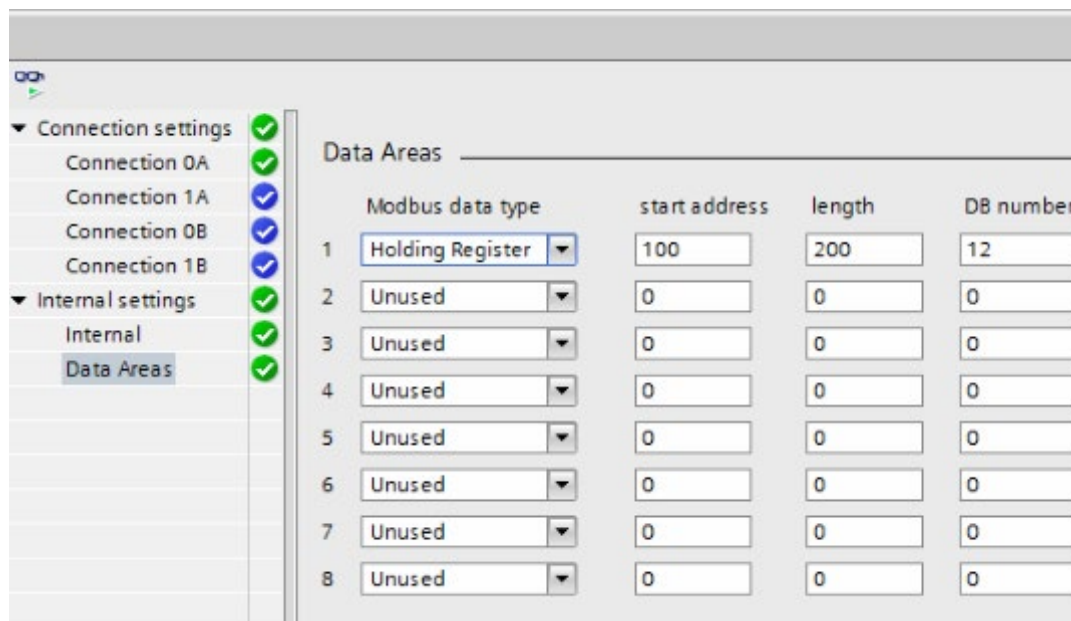 Connection settings
Connection 0A
Connection 1A
Connection 0B
Connection 1B
Internal settings
Internal
Data Areas
Data Areas
Modbus data type start address length DB number
1 Holding Register 100 200 12
2 Unused 0 0 0
3 Unused 0 0 0
4 Unused 0 0 0
5 Unused 0 0 0
6 Unused 0 0 0
7 Unused 0 0 0
8 Unused 0 0 0